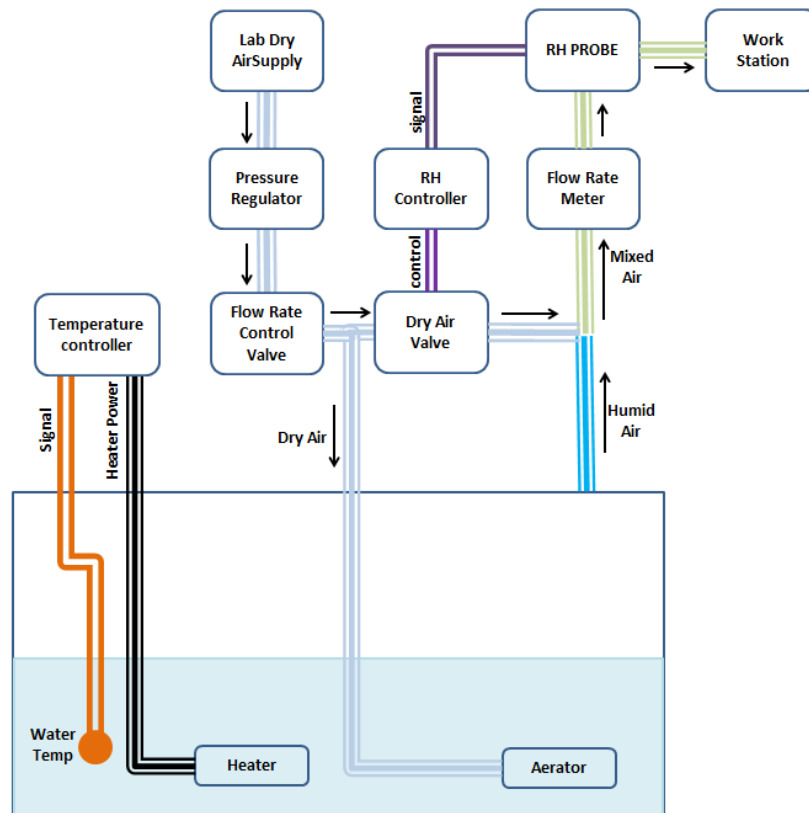 Lab Dry
AirSupply
RH PROBE
Work
Station
signal
Pressure
Regulator
RH
Controller
Flow Rate
Meter
control
Mixed
Air
Temperature
controller
Flow Rate
Control
Valve
Dry Air
Valve
Signal
Heater Power
Dry Air
Humid
Air
Water
Temp
Heater
Aerator